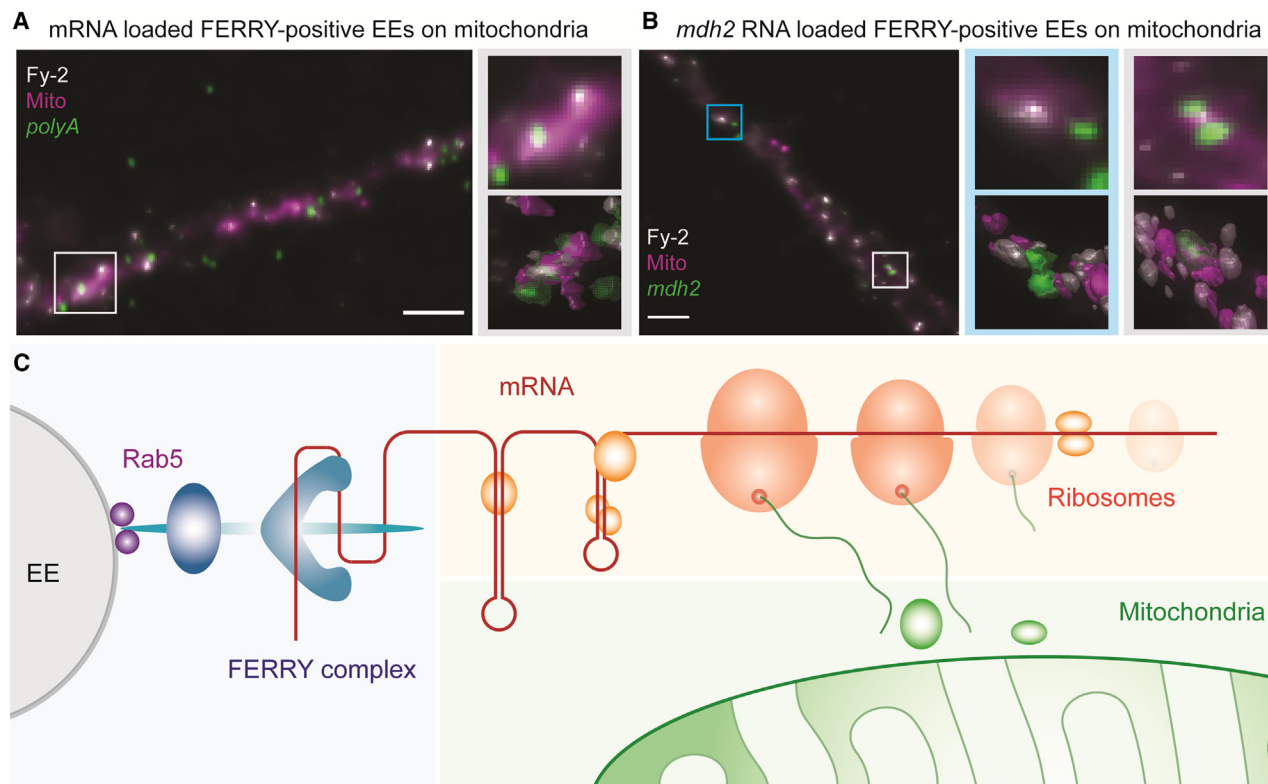 A
mRNA loaded FERRY-positive EEs on mitochondria
Fy-2
Mito
polyA
B
mdh2 RNA loaded FERRY-positive EEs on mitochondria
Fy-2
Mito
mdh2
C
EE
Rab5
FERRY complex
mRNA
Ribosomes
Mitochondria